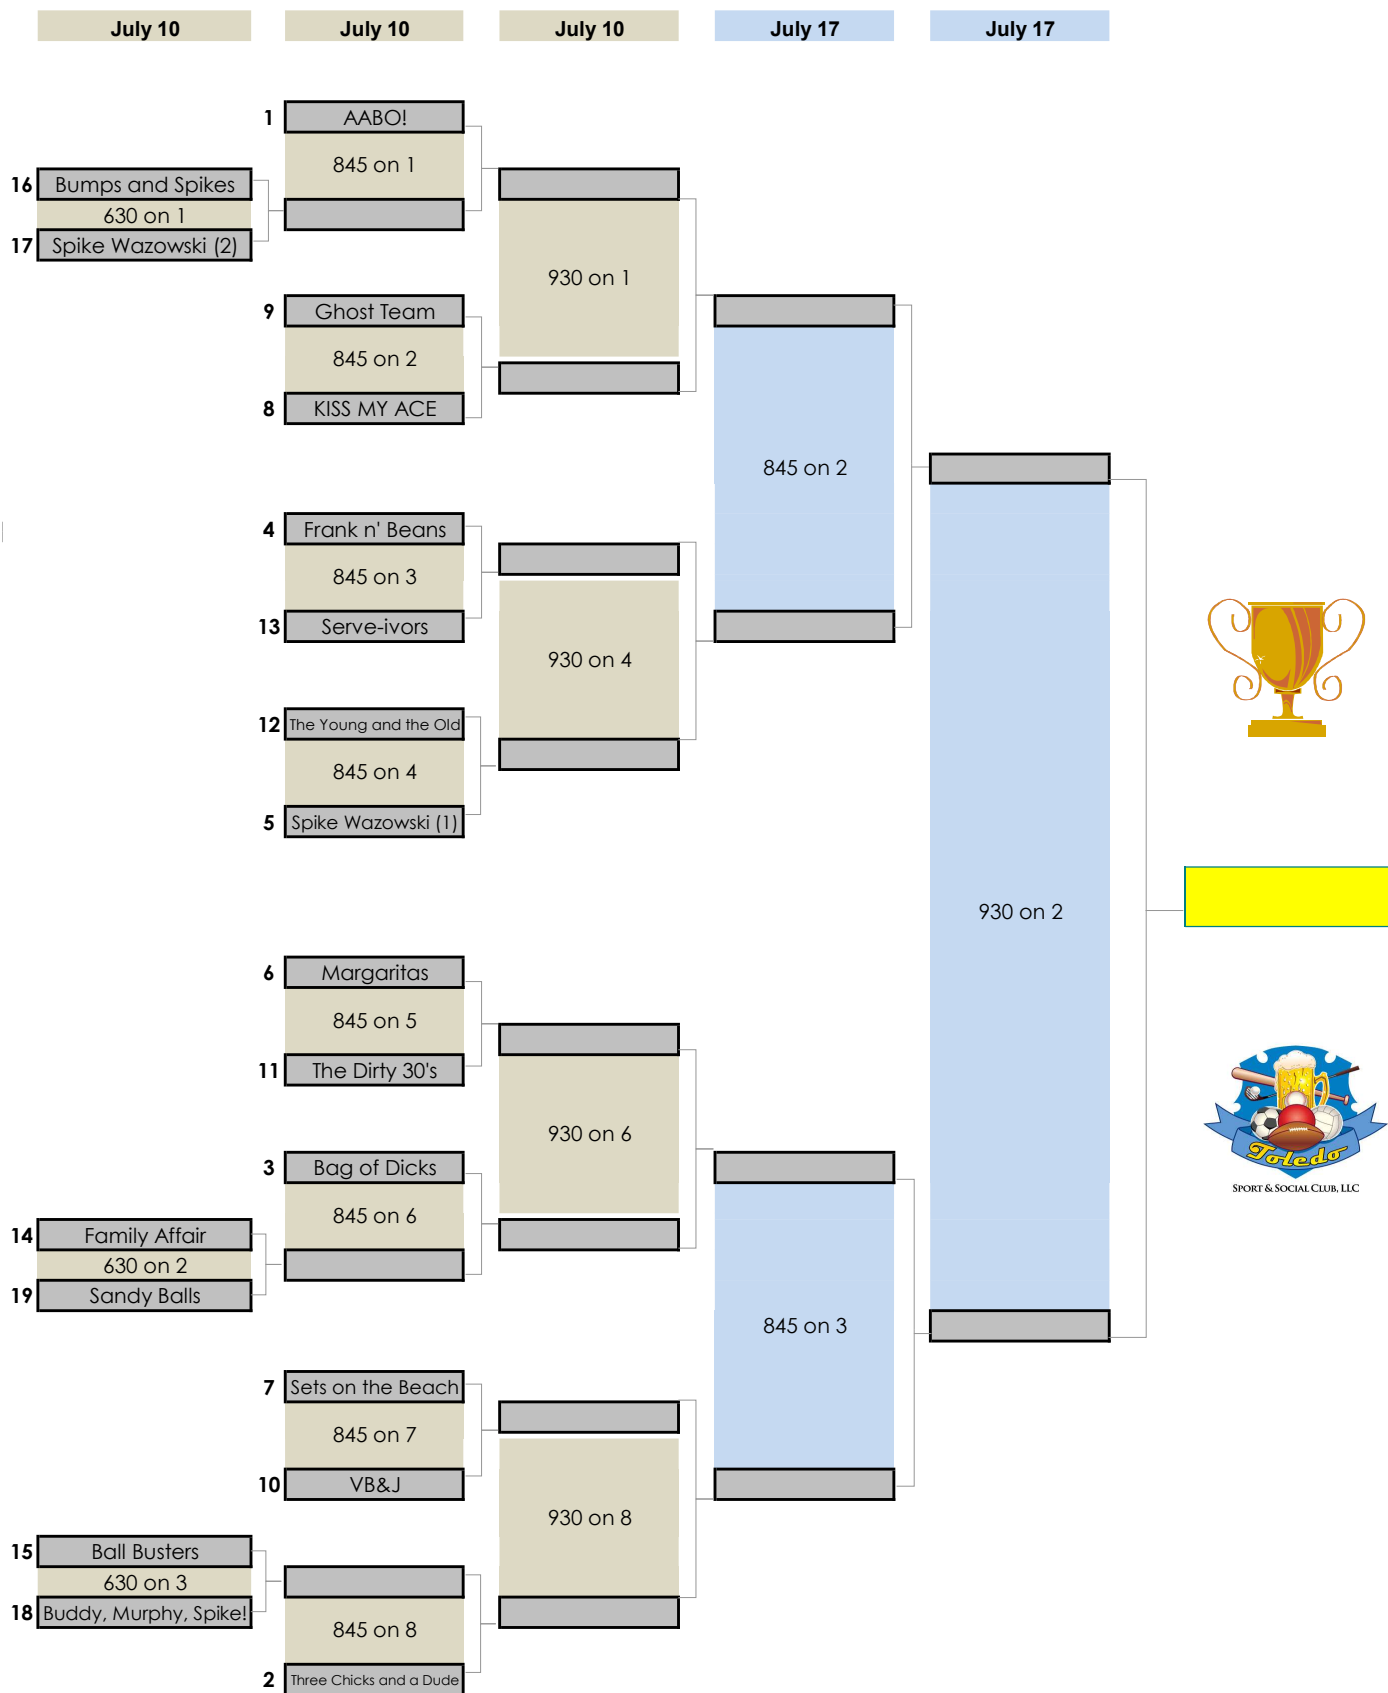 July 10
July 10
July 10
July 17
July 17
1 AABO!
845 on 1
16 Bumps and Spikes
630 on 1
17 Spike Wazowski (2)
930 on 1
9 Ghost Team
845 on 2
8 KISS MY ACE
845 on 2
4 Frank n' Beans
845 on 3
13 Serve-ivors
930 on 4
12 The Young and the Old
845 on 4
5 Spike Wazowski (1)
930 on 2
6 Margaritas
845 on 5
11 The Dirty 30's
930 on 6
3 Bag of Dicks
845 on 6
14 Family Affair
630 on 2
19 Sandy Balls
845 on 3
7 Sets on the Beach
845 on 7
10 VB&J
930 on 8
15 Ball Busters
630 on 3
18 Buddy, Murphy, Spike!
845 on 8
2 Three Chicks and a Dude
Toledo
SPORT & SOCIAL CLUB, LLC